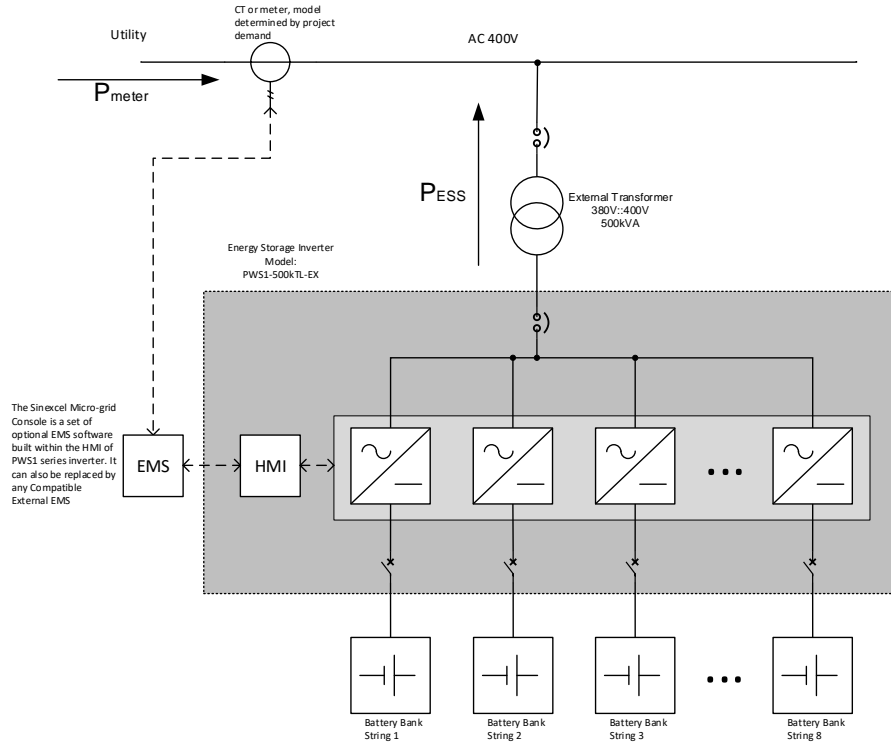 CT or meter, model
determined by project
demand
Utility
AC 400V
Pmeter
PESS
External Transformer
380V::400V
500kVA
Energy Storage Inverter
Model:
PWS1-500kTL-EX
The Sinexcel Micro-grid
Console is a set of
optional EMS software
built within the HMI of
PWS1 series inverter. It
can also be replaced by
any Compatible
External EMS
EMS
HMI
Battery Bank
String 1
Battery Bank
String 2
Battery Bank
String 3
Battery Bank
String 8